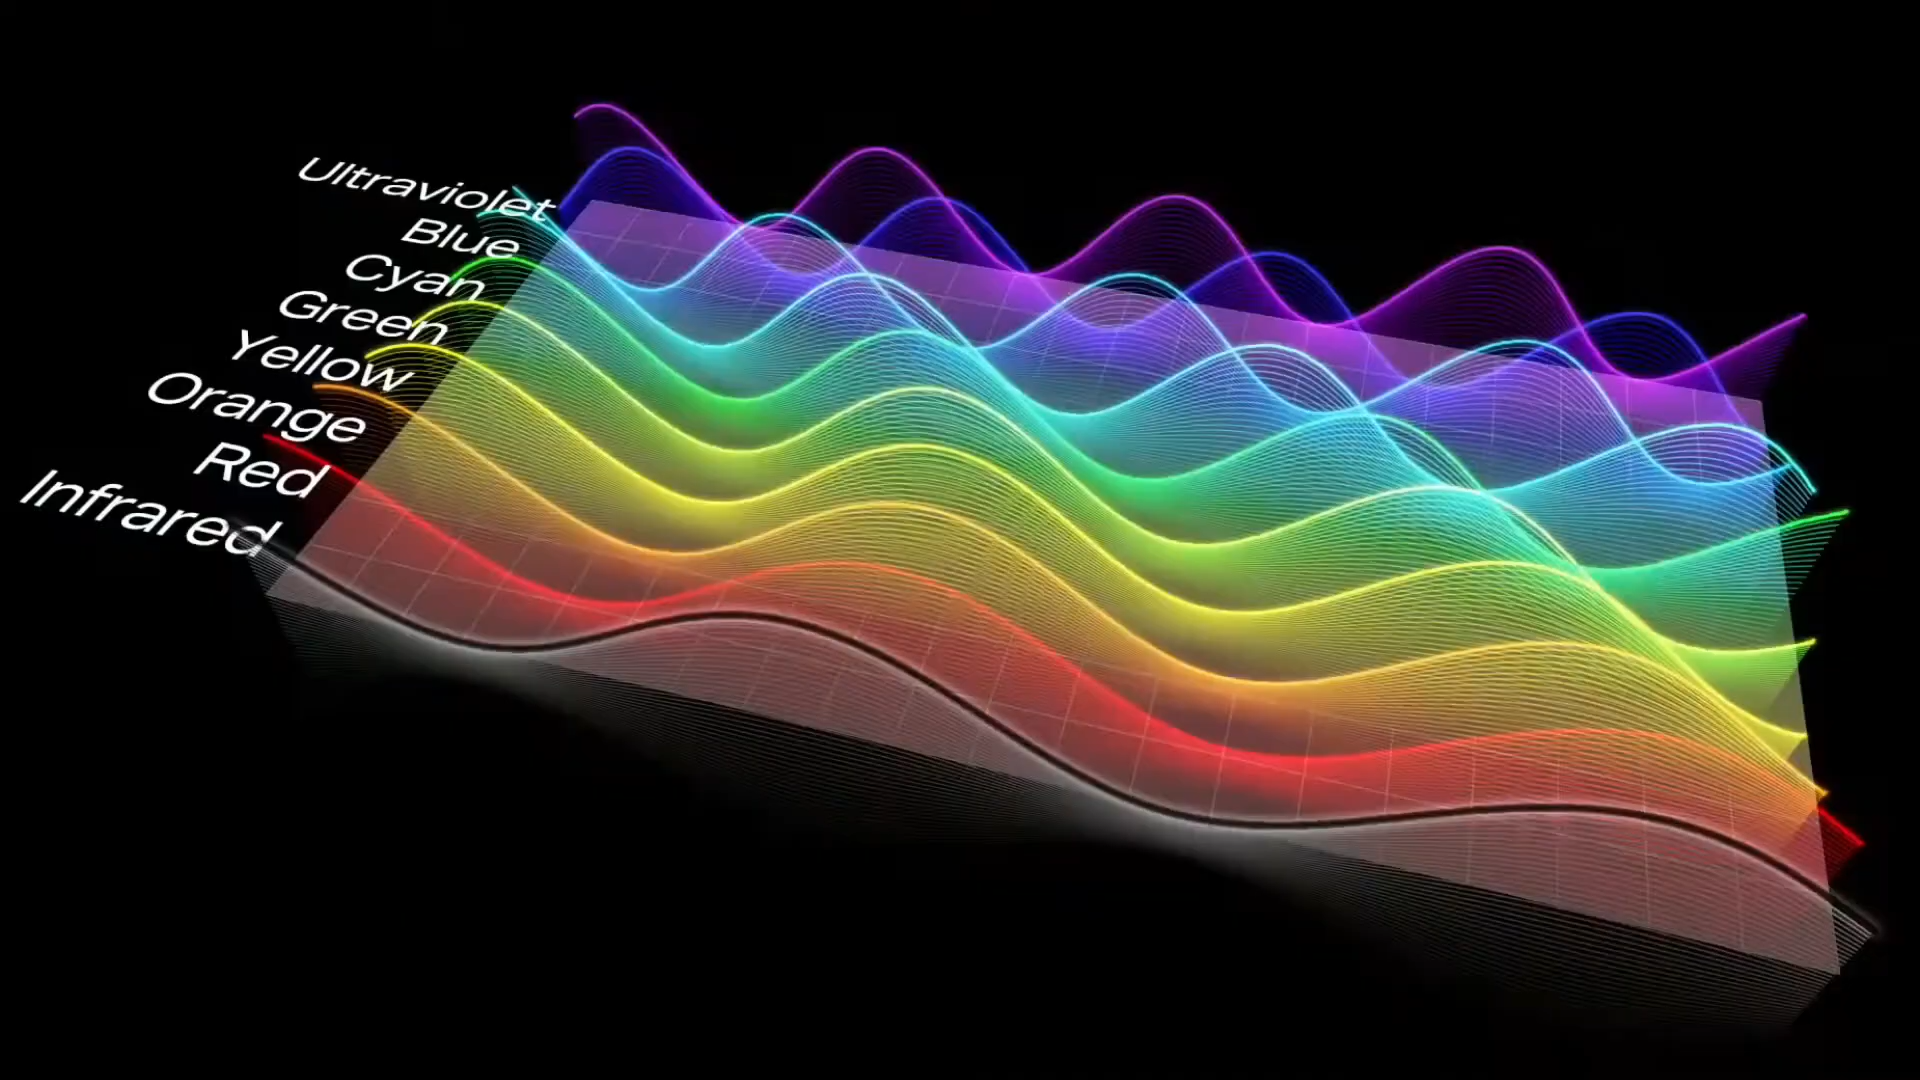 Ultraviolet
Blue
Cyan
Green
Yellow
Orange
Red
Infrared